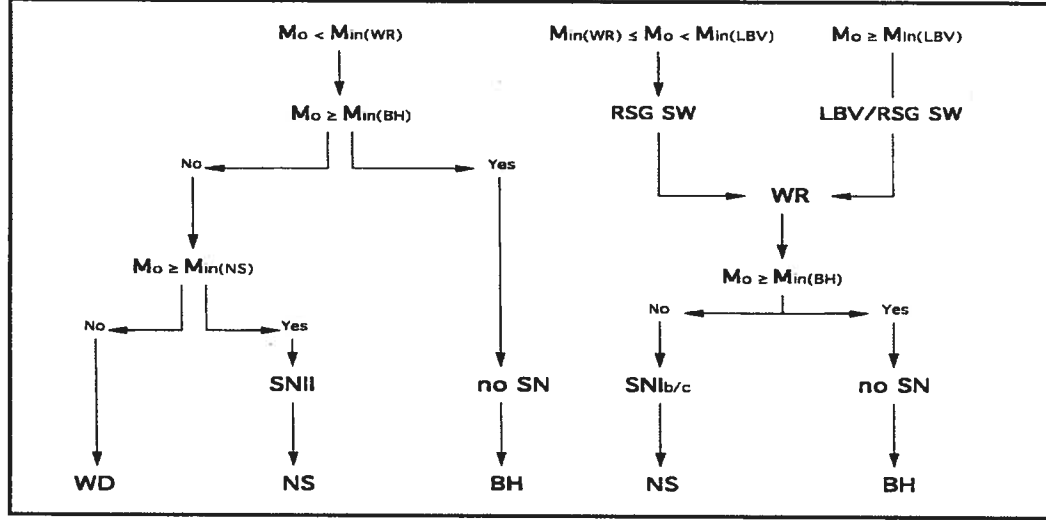 Mo < Min(WR)
Min(WR) ≤ Mo < Min(LBV)
Mo ≥ Min(LBV)
Mo ≥ Min(BH)
RSG SW
LBV/RSG SW
No
Yes
WR
Mo ≥ Min(NS)
Mo ≥ Min(BH)
No
Yes
No
Yes
SNII
no SN
SNIb/c
no SN
WD
NS
BH
NS
BH